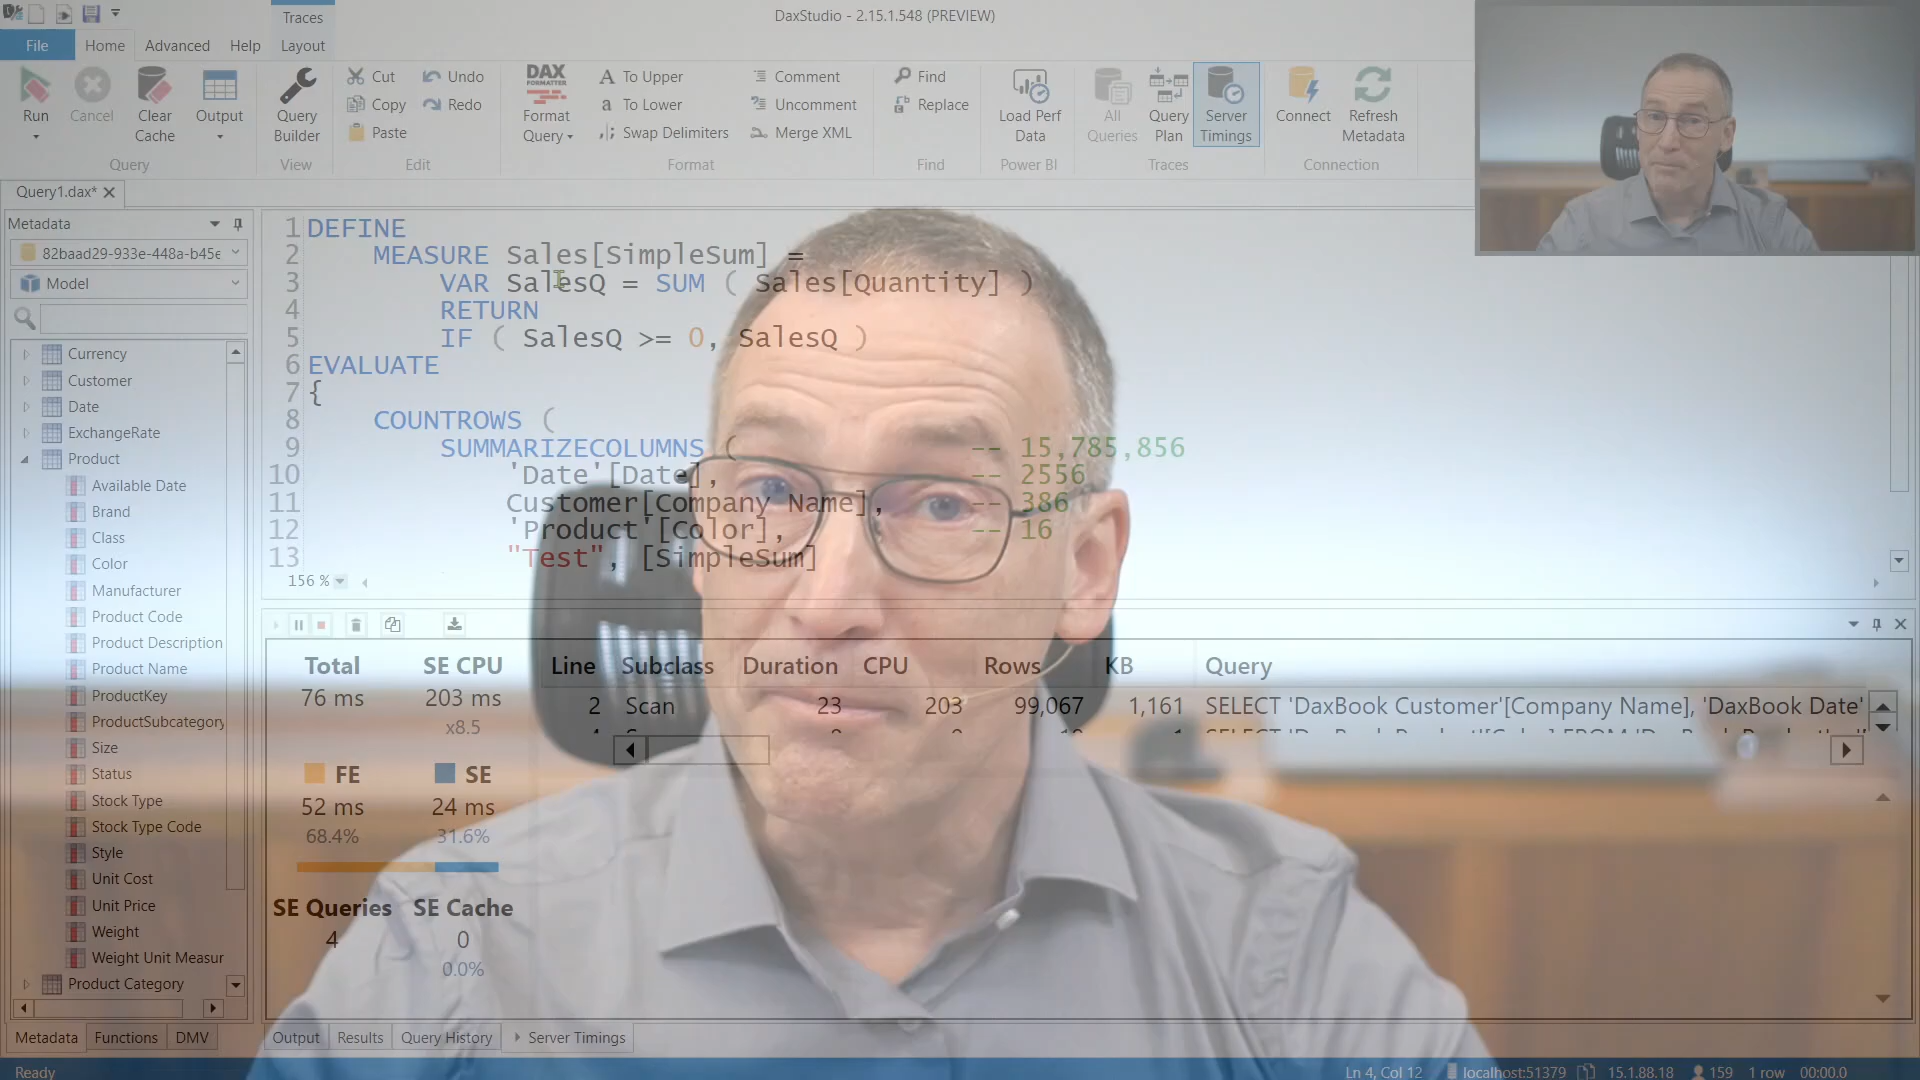 DaxStudio - 2.15.1.548 (PREVIEW)
Traces
File Home Advanced Help Layout
Run Cancel Clear Cache Output
Query
Query Builder
View
Cut Copy Paste Undo Redo
Edit
Format Query
To Upper Comment
To Lower Uncomment
Swap Delimiters Merge XML
Format
Find
Replace
Find
Load Perf Data
Power BI
All Queries Query Plan Server Timings
Traces
Connect Refresh Metadata
Connection
Query1.dax*
Metadata
82baad29-933e-448a-b45e
Model
Currency
Customer
Date
ExchangeRate
Product
Available Date
Brand
Class
Color
Manufacturer
Product Code
Product Description
Product Name
ProductKey
ProductSubcategory
Size
Status
Stock Type
Stock Type Code
Style
Unit Cost
Unit Price
Weight
Weight Unit Measur
Product Category
Metadata Functions DMV
1 DEFINE
2 MEASURE Sales[SimpleSum] =
3 VAR SalesQ = SUM ( Sales[Quantity] )
4 RETURN
5 IF ( SalesQ >= 0, SalesQ )
6 EVALUATE
7 {
8 COUNTROWS (
9 SUMMARIZECOLUMNS ( -- 15,785,856
10 'Date'[Date], -- 2556
11 Customer[Company Name], -- 386
12 'Product'[Color], -- 16
13 "Test", [SimpleSum]
156 %
Total SE CPU
76 ms 203 ms
x8.5
FE SE
52 ms 24 ms
68.4% 31.6%
SE Queries SE Cache
4 0
0.0%
Line Subclass Duration CPU Rows KB Query
2 Scan 23 203 99,067 1,161 SELECT 'DaxBook Customer'[Company Name], 'DaxBook Date'
Output Results Query History Server Timings
Ready Ln 4, Col 12 localhost:51379 15.1.88.18 159 1 row 00:00.0